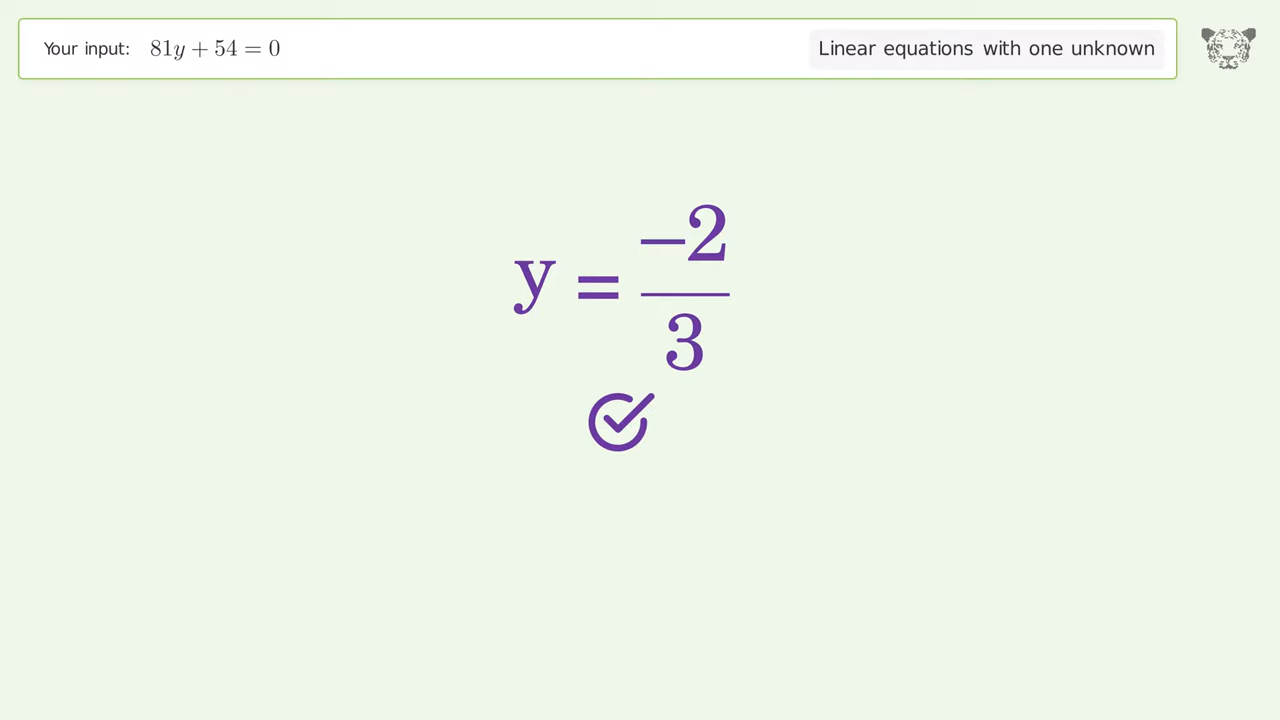 Your input: 81y + 54 = 0
Linear equations with one unknown
y = -2/3